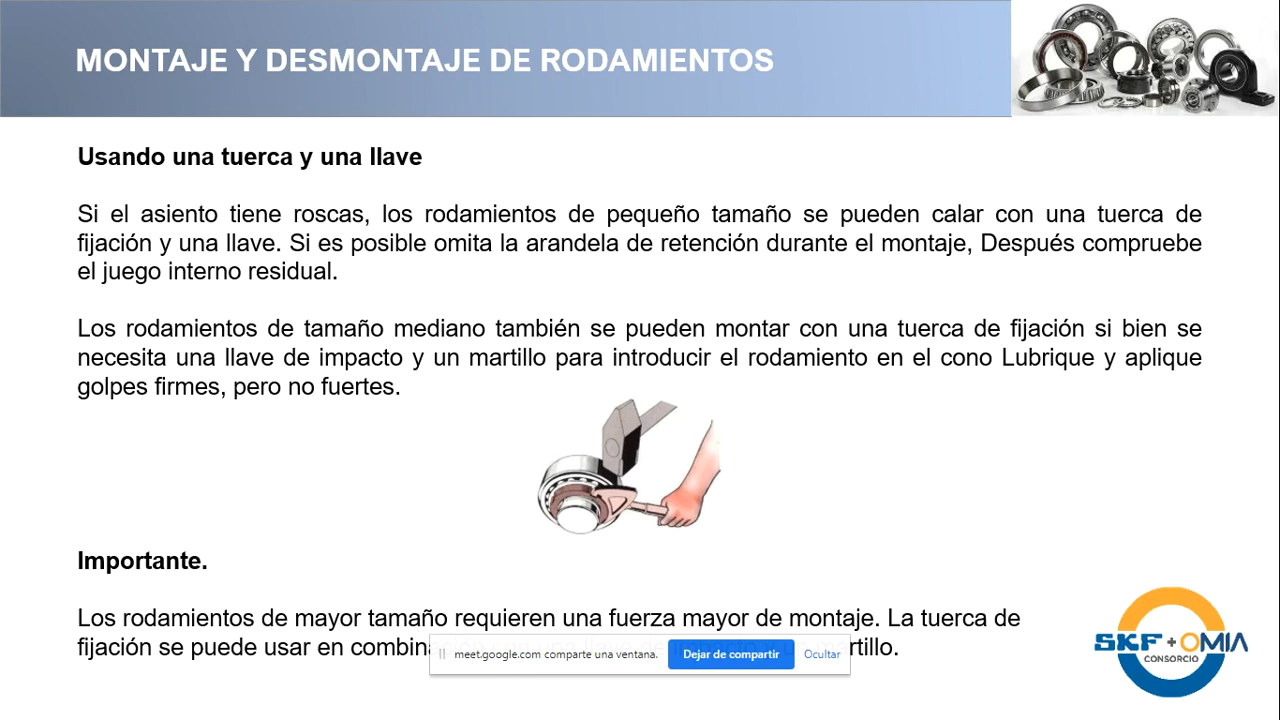 MONTAJE Y DESMONTAJE DE RODAMIENTOS
Usando una tuerca y una llave
Si el asiento tiene roscas, los rodamientos de pequeño tamaño se pueden calar con una tuerca de
fijación y una llave. Si es posible omita la arandela de retención durante el montaje, Después compruebe
el juego interno residual.
Los rodamientos de tamaño mediano también se pueden montar con una tuerca de fijación si bien se
necesita una llave de impacto y un martillo para introducir el rodamiento en el cono Lubrique y aplique
golpes firmes, pero no fuertes.
Importante.
Los rodamientos de mayor tamaño requieren una fuerza mayor de montaje. La tuerca de
fijación se puede usar en
meet.google.com comparte una ventana.
Dejar de compartir
Ocultar
SKF + OMIA
CONSORCIO